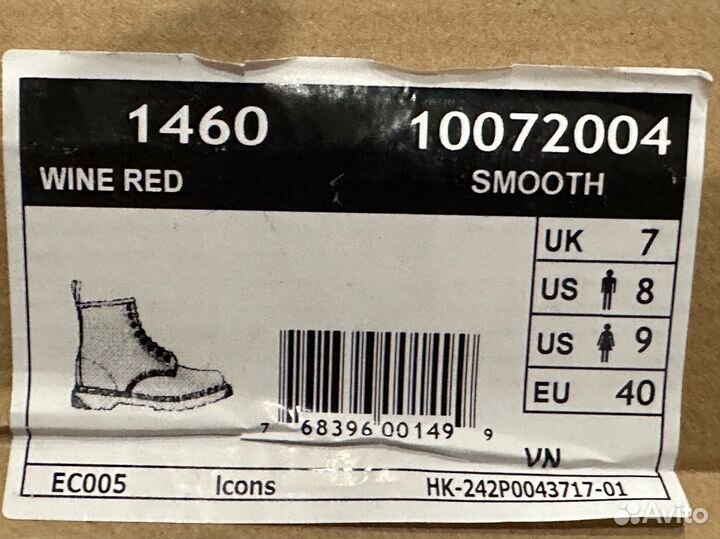 1460 10072004
WINE RED SMOOTH
UK 7
US 8
US 9
EU 40
7 68396 00149 9
VN
EC005 Icons HK-242P0043717-01
Avito